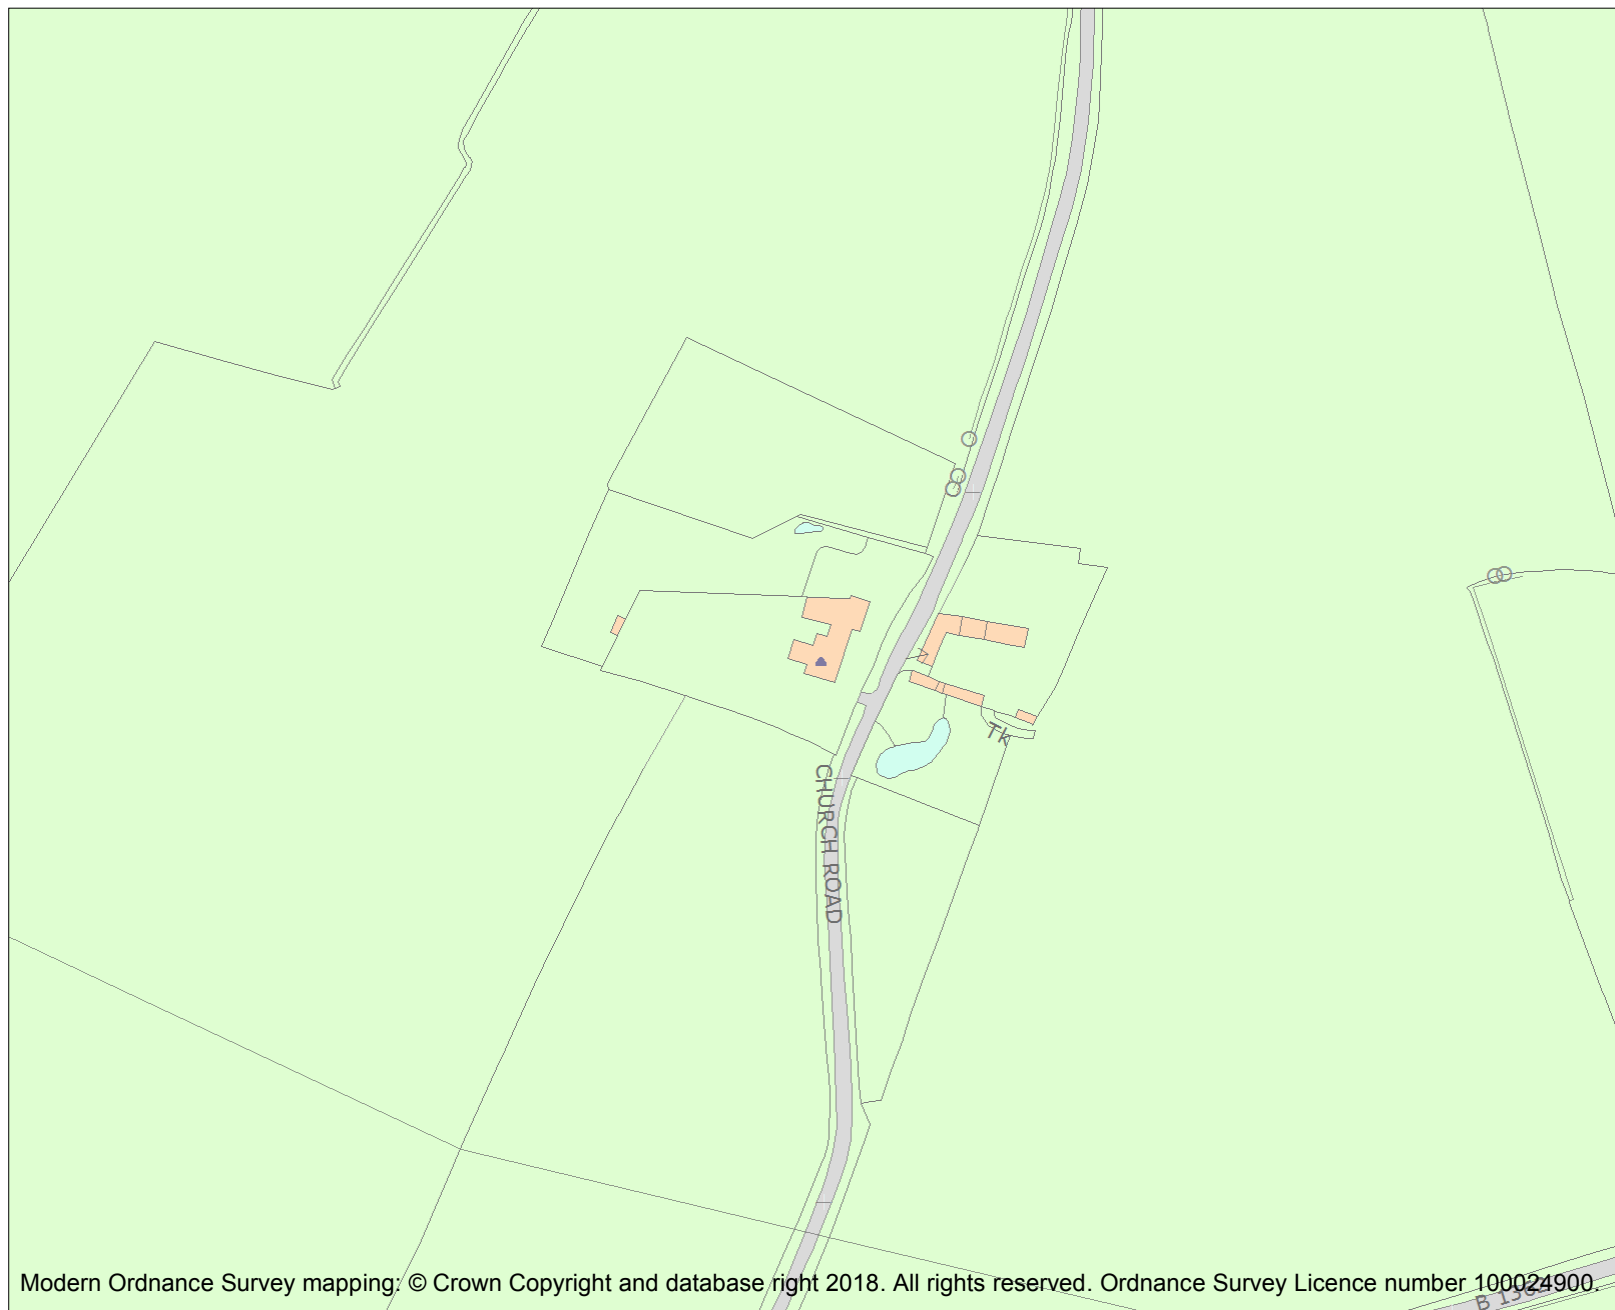 Tk
CHURCH ROAD
Modern Ordnance Survey mapping: © Crown Copyright and database right 2018. All rights reserved. Ordnance Survey Licence number 100024900.
B 1362